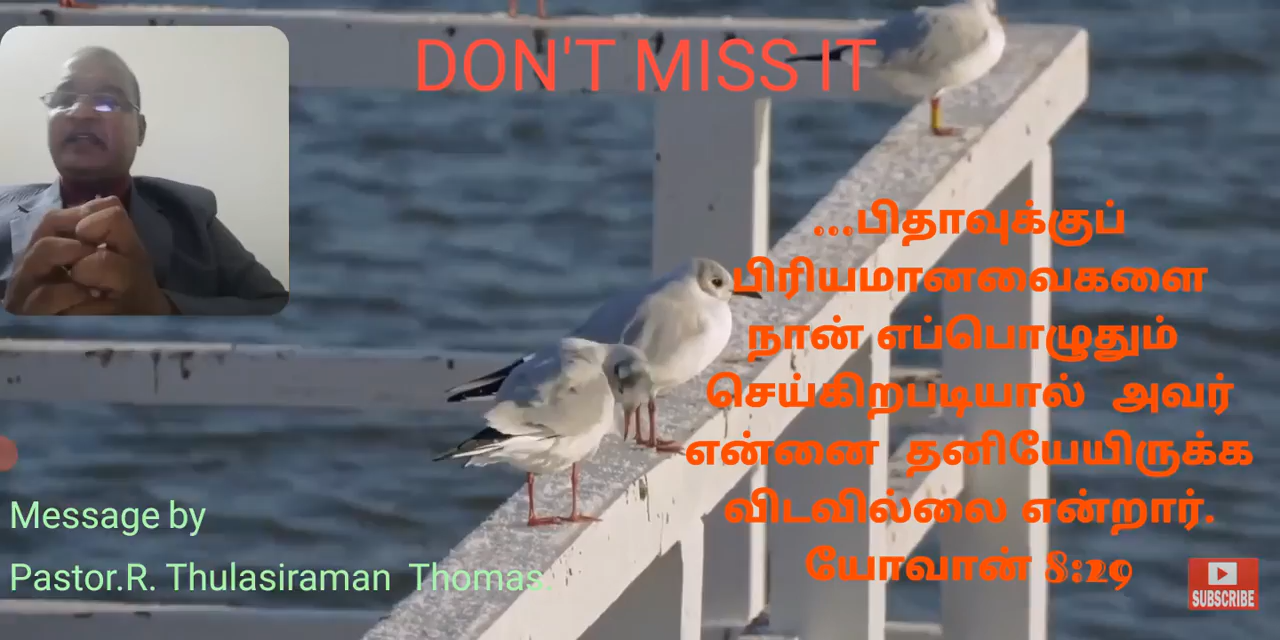 DON'T MISS IT
...பிதாவுக்குப்
பிரியமானவைகளை
நான் எப்பொழுதும்
செய்கிறபடியால் அவர்
என்னை தனியேயிருக்க
விடவில்லை என்றார்.
யோவான் 8:29
Message by
Pastor.R. Thulasiraman Thomas.
SUBSCRIBE